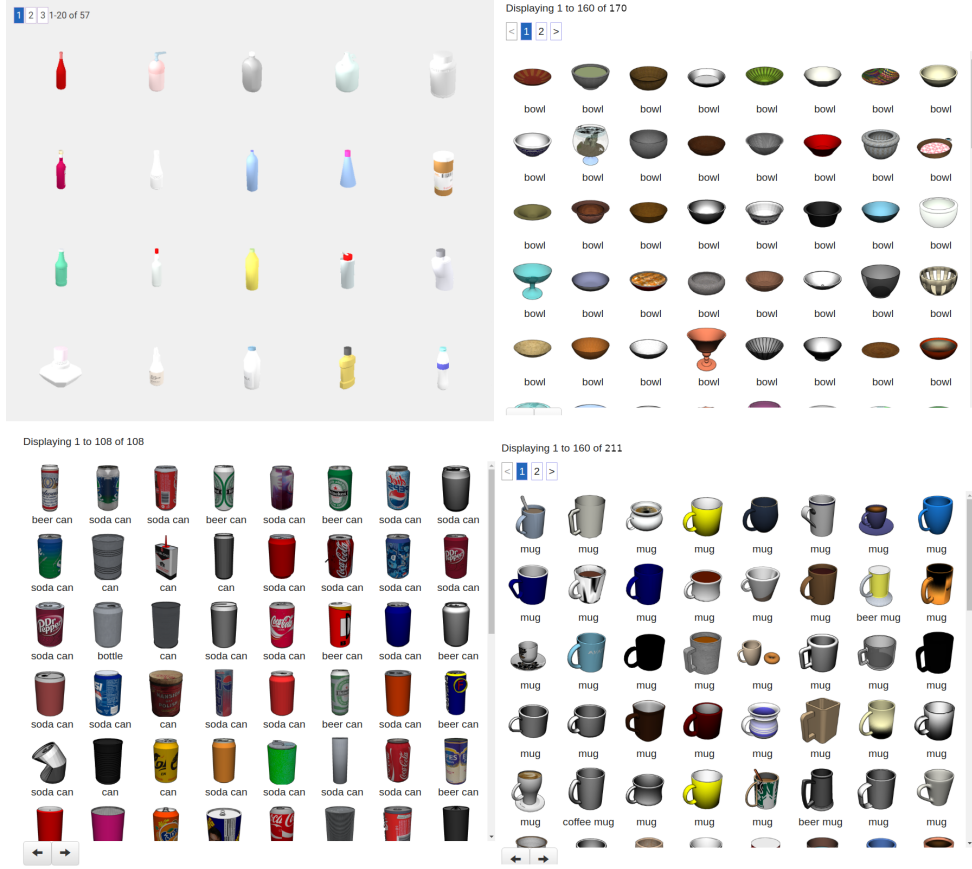 1 2 3 1-20 of 57
Displaying 1 to 160 of 170
< 1 2 >
bowl bowl bowl bowl bowl bowl bowl bowl
bowl bowl bowl bowl bowl bowl bowl bowl
bowl bowl bowl bowl bowl bowl bowl bowl
bowl bowl bowl bowl bowl bowl bowl bowl
bowl bowl bowl bowl bowl bowl bowl bowl
Displaying 1 to 108 of 108
beer can soda can soda can beer can soda can beer can soda can soda can
soda can can can can soda can soda can soda can soda can
soda can bottle can soda can soda can beer can soda can beer can
soda can soda can can soda can soda can beer can soda can beer can
soda can can can soda can soda can soda can soda can beer can
Displaying 1 to 160 of 211
< 1 2 >
mug mug mug mug mug mug mug mug
mug mug mug mug mug mug beer mug mug
mug mug mug mug mug mug mug mug
mug mug mug mug mug mug mug mug
mug coffee mug mug mug mug beer mug mug mug